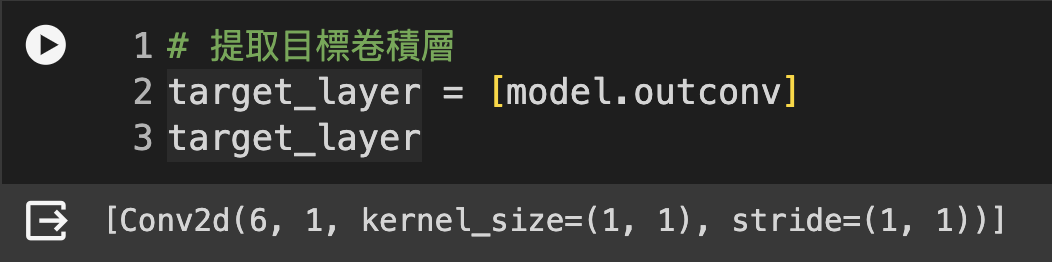 1 # 提取目標卷積層
2 target_layer = [model.outconv]
3 target_layer
[Conv2d(6, 1, kernel_size=(1, 1), stride=(1, 1))]